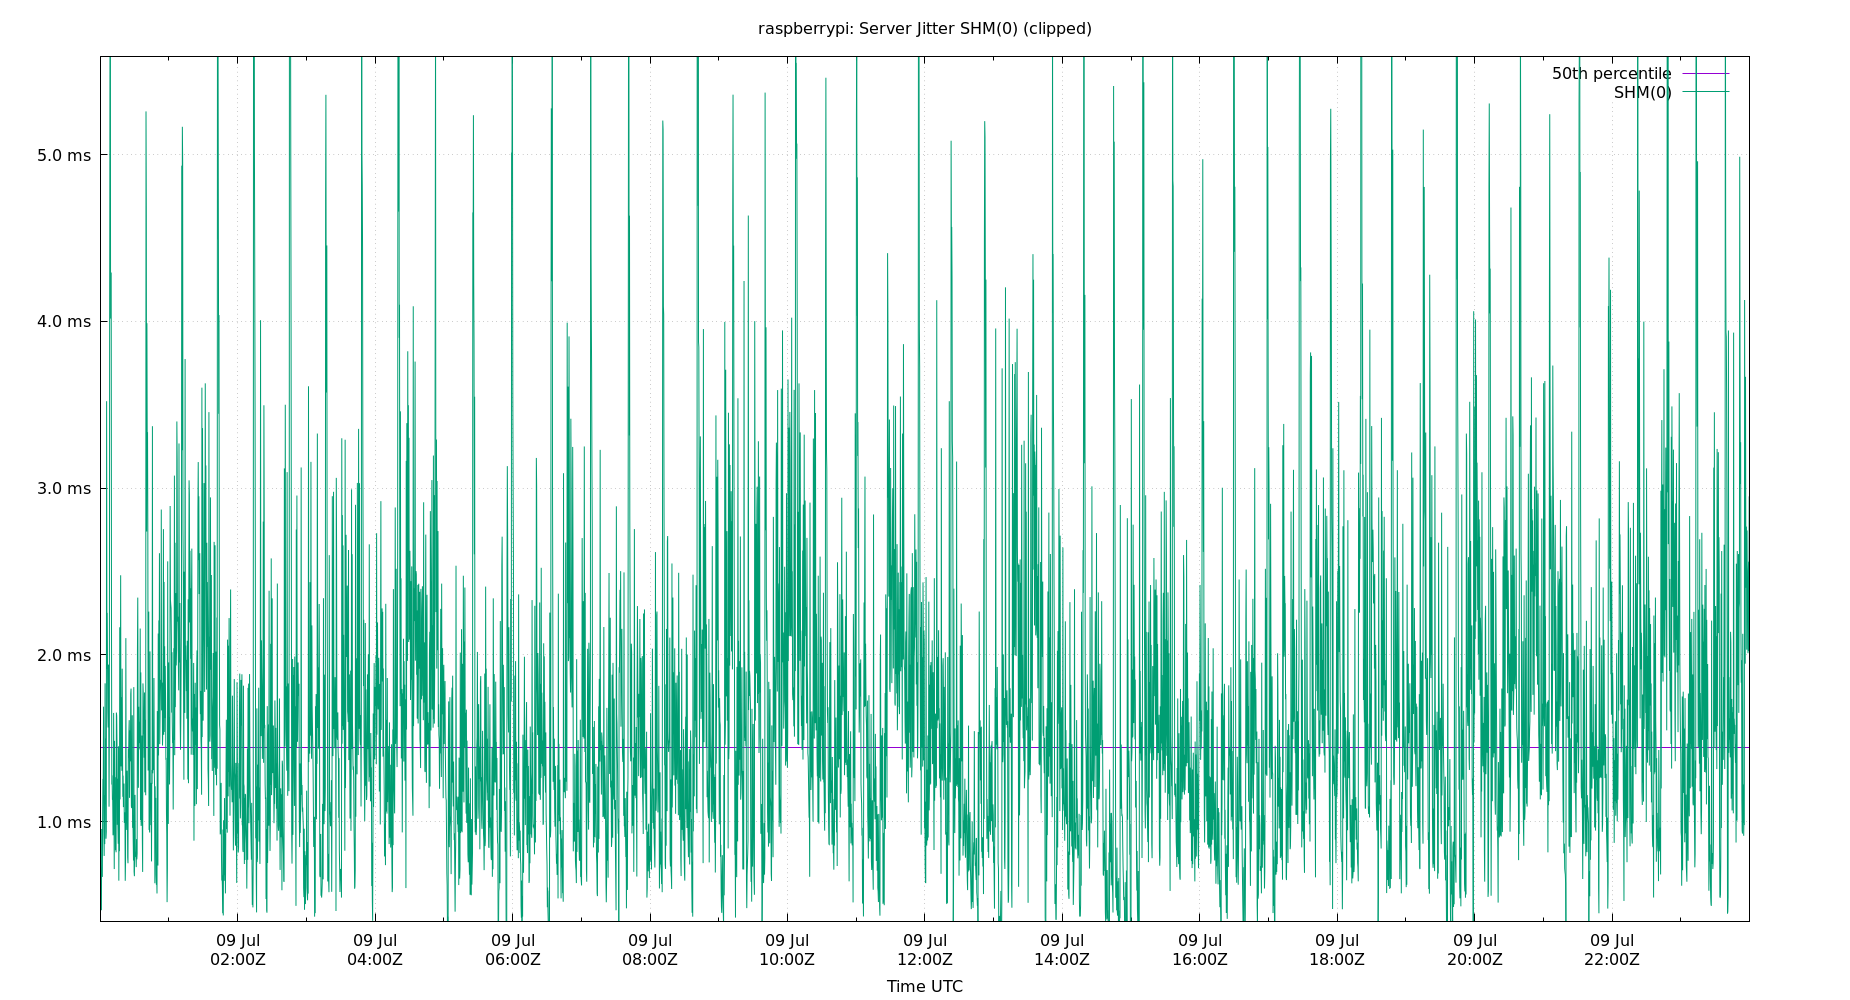 raspberrypi: Server Jitter SHM(0) (clipped)
50th percentile
SHM(0)
5.0 ms
4.0 ms
3.0 ms
2.0 ms
1.0 ms
09 Jul 09 Jul 09 Jul 09 Jul 09 Jul 09 Jul 09 Jul 09 Jul 09 Jul 09 Jul 09 Jul
02:00Z 04:00Z 06:00Z 08:00Z 10:00Z 12:00Z 14:00Z 16:00Z 18:00Z 20:00Z 22:00Z
Time UTC